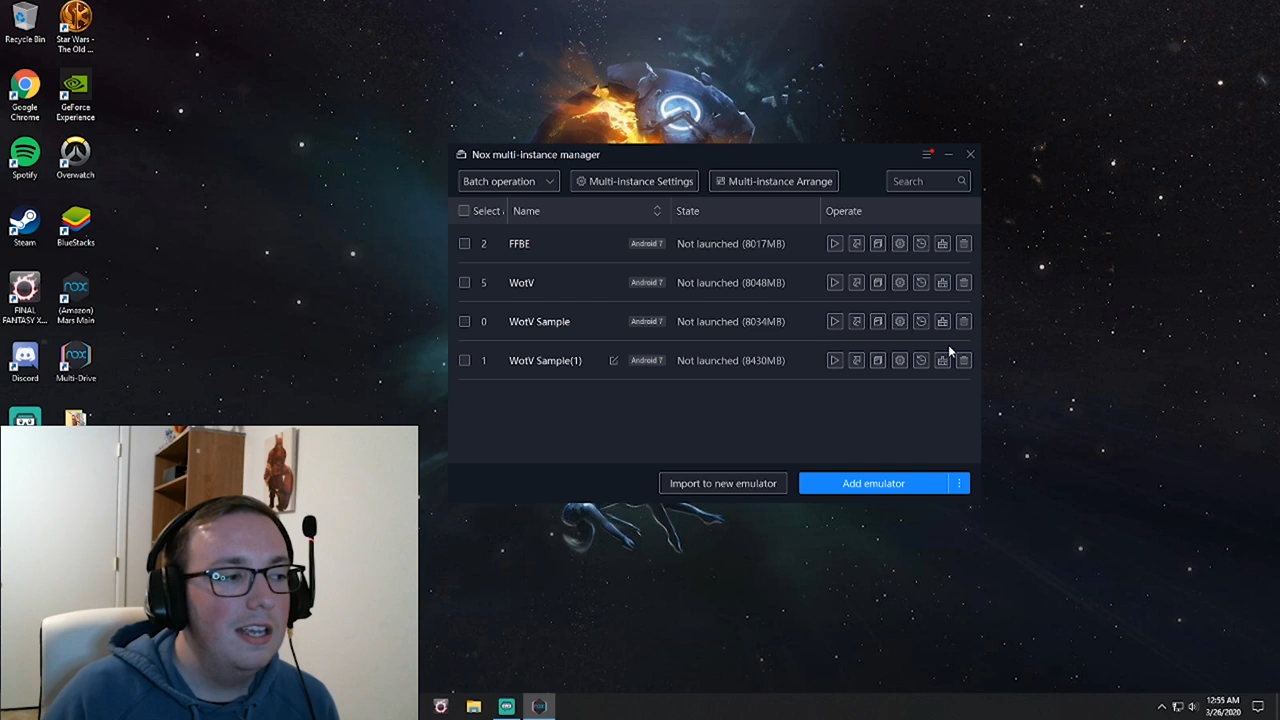 Recycle Bin
Star Wars -
The Old ...
Google
Chrome
GeForce
Experience
Spotify
Overwatch
Steam
BlueStacks
FINAL
FANTASY X...
nox
(Amazon)
Mars Main
Discord
nox
Multi-Drive
Nox multi-instance manager
Batch operation
Multi-Instance Settings
Multi-instance Arrange
Search
Select
Name
State
Operate
2 FFBE Android 7 Not launched (8017MB)
5 WotV Android 7 Not launched (8048MB)
0 WotV Sample Android 7 Not launched (8034MB)
1 WotV Sample(1) Android 7 Not launched (8430MB)
Import to new emulator
Add emulator
12:55 AM
3/26/2020